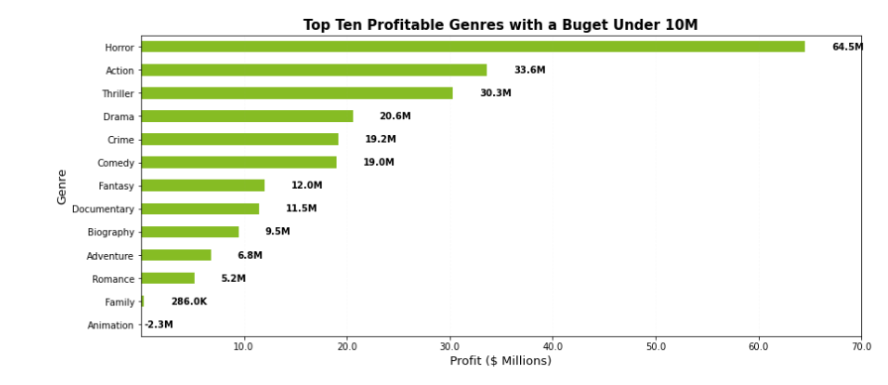 Top Ten Profitable Genres with a Buget Under 10M
Horror 64.5M
Action 33.6M
Thriller 30.3M
Drama 20.6M
Crime 19.2M
Comedy 19.0M
Fantasy 12.0M
Documentary 11.5M
Biography 9.5M
Adventure 6.8M
Romance 5.2M
Family 286.0K
Animation -2.3M
Genre
10.0 20.0 30.0 40.0 50.0 60.0 70.0
Profit ($ Millions)